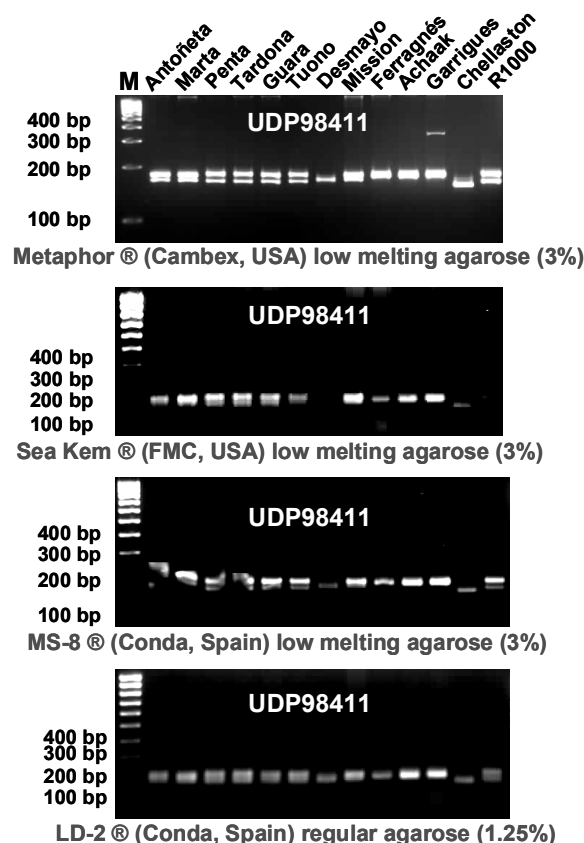 M Antoñeta Marta Penta Tardona Guara Tuono Desmayo Mission Ferragnés Achaak Garrigues Chellaston R1000
UDP98411
400 bp
300 bp
200 bp
100 bp
Metaphor ® (Cambex, USA) low melting agarose (3%)
UDP98411
400 bp
300 bp
200 bp
100 bp
Sea Kem ® (FMC, USA) low melting agarose (3%)
UDP98411
400 bp
300 bp
200 bp
100 bp
MS-8 ® (Conda, Spain) low melting agarose (3%)
UDP98411
400 bp
300 bp
200 bp
100 bp
LD-2 ® (Conda, Spain) regular agarose (1.25%)